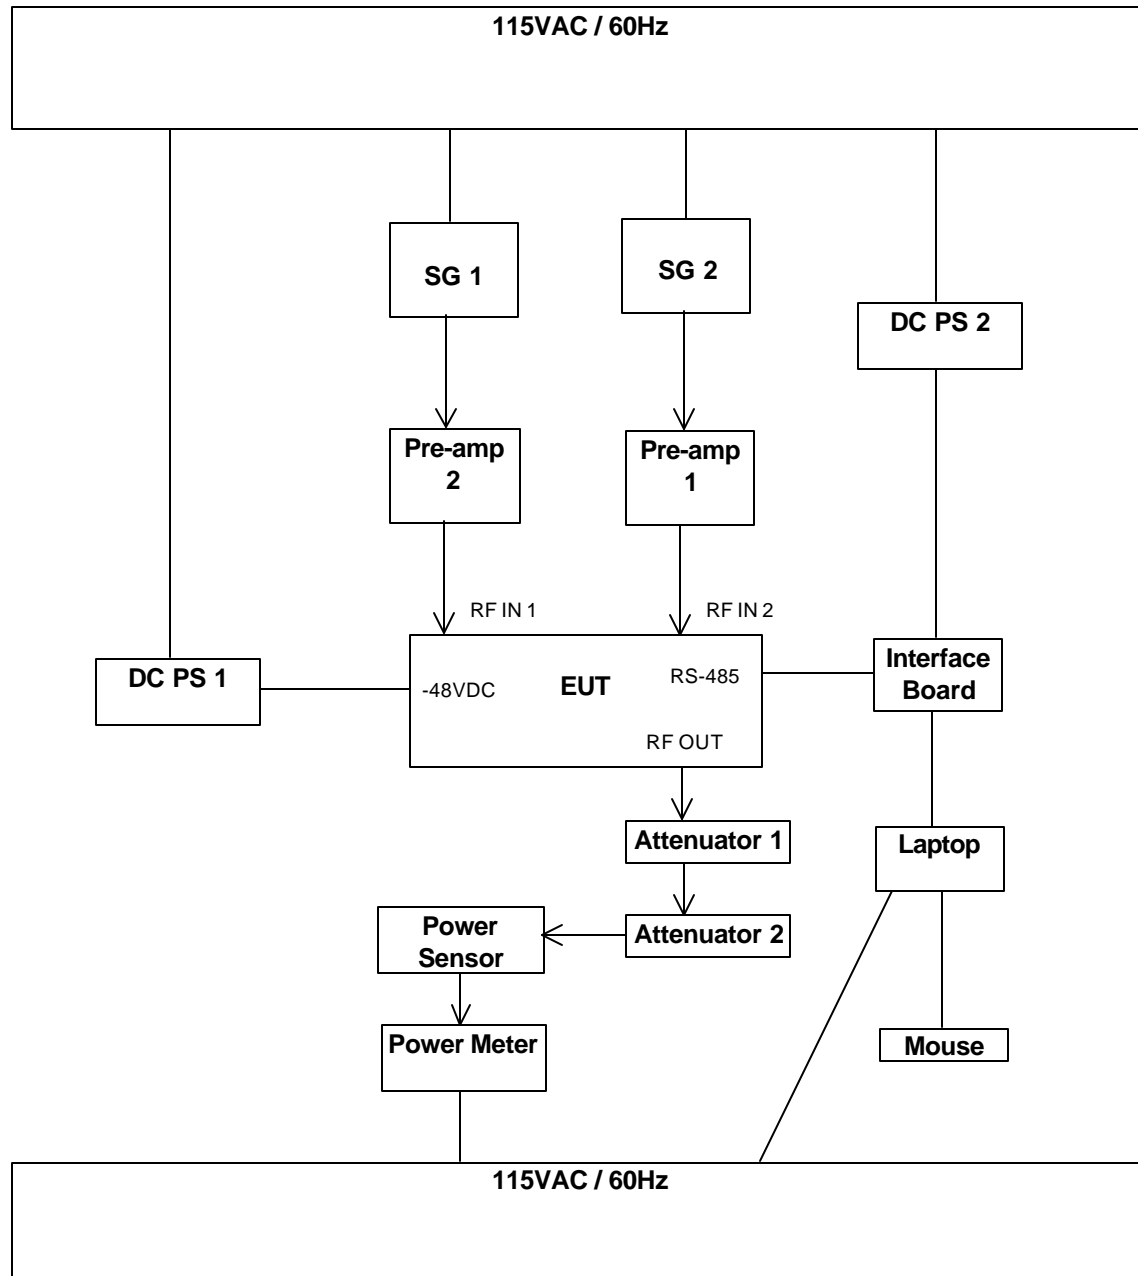 115VAC / 60Hz
SG 1
SG 2
DC PS 2
Pre-amp
2
Pre-amp
1
RF IN 1
RF IN 2
DC PS 1
-48VDC
EUT
RS-485
Interface
Board
RF OUT
Attenuator 1
Laptop
Power
Sensor
Attenuator 2
Power Meter
Mouse
115VAC / 60Hz